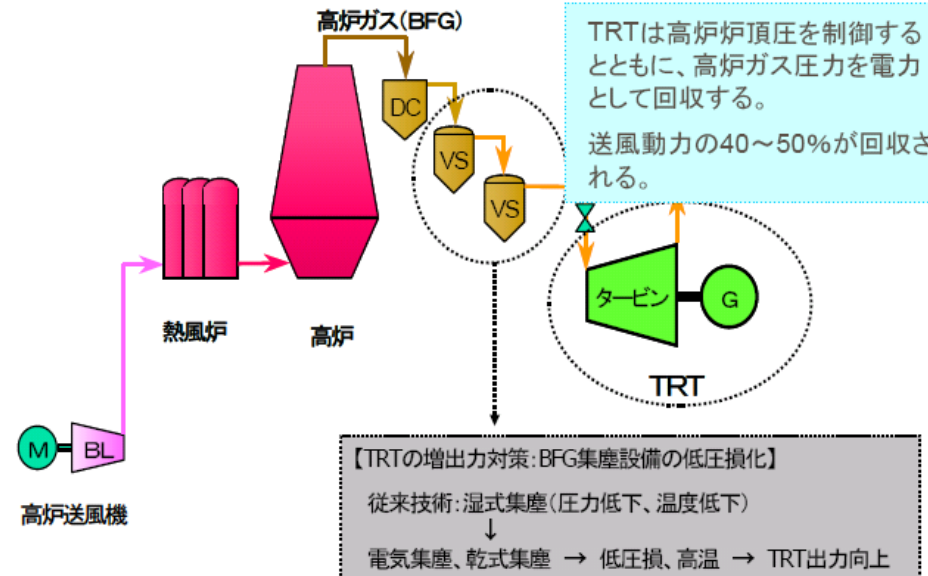 高炉ガス(BFG)
TRTは高炉炉頂圧を制御する
とともに、高炉ガス圧力を電力
として回収する。
送風動力の40～50%が回収さ
れる。
DC
VS
VS
タービン
G
TRT
熱風炉
高炉
M
BL
高炉送風機
【TRTの増出力対策:BFG集塵設備の低圧損化】
従来技術:湿式集塵(圧力低下、温度低下)
↓
電気集塵、乾式集塵 → 低圧損、高温 → TRT出力向上